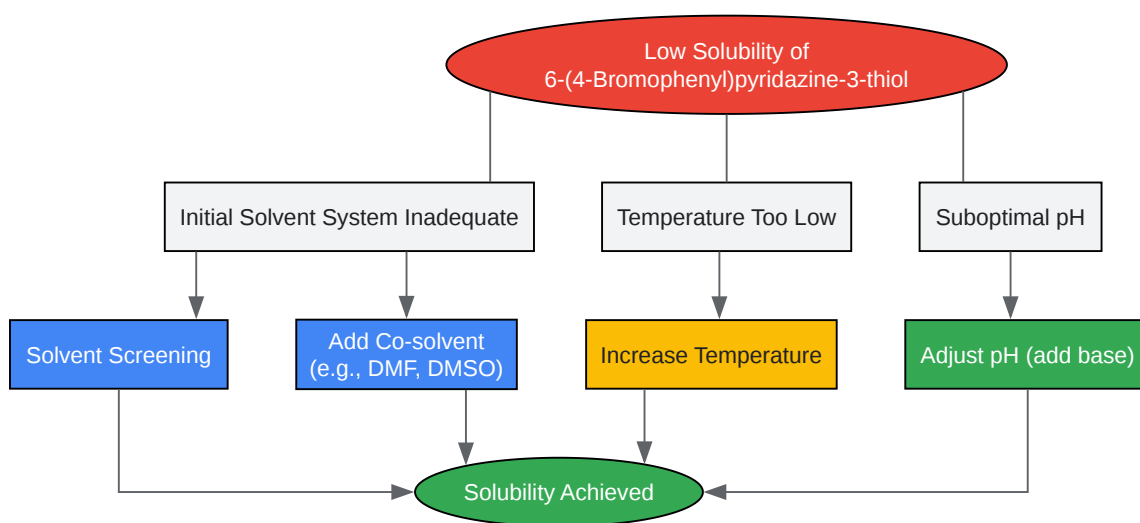 Low Solubility of
6-(4-Bromophenyl)pyridazine-3-thiol
Initial Solvent System Inadequate
Temperature Too Low
Suboptimal pH
Solvent Screening
Add Co-solvent
(e.g., DMF, DMSO)
Increase Temperature
Adjust pH (add base)
Solubility Achieved